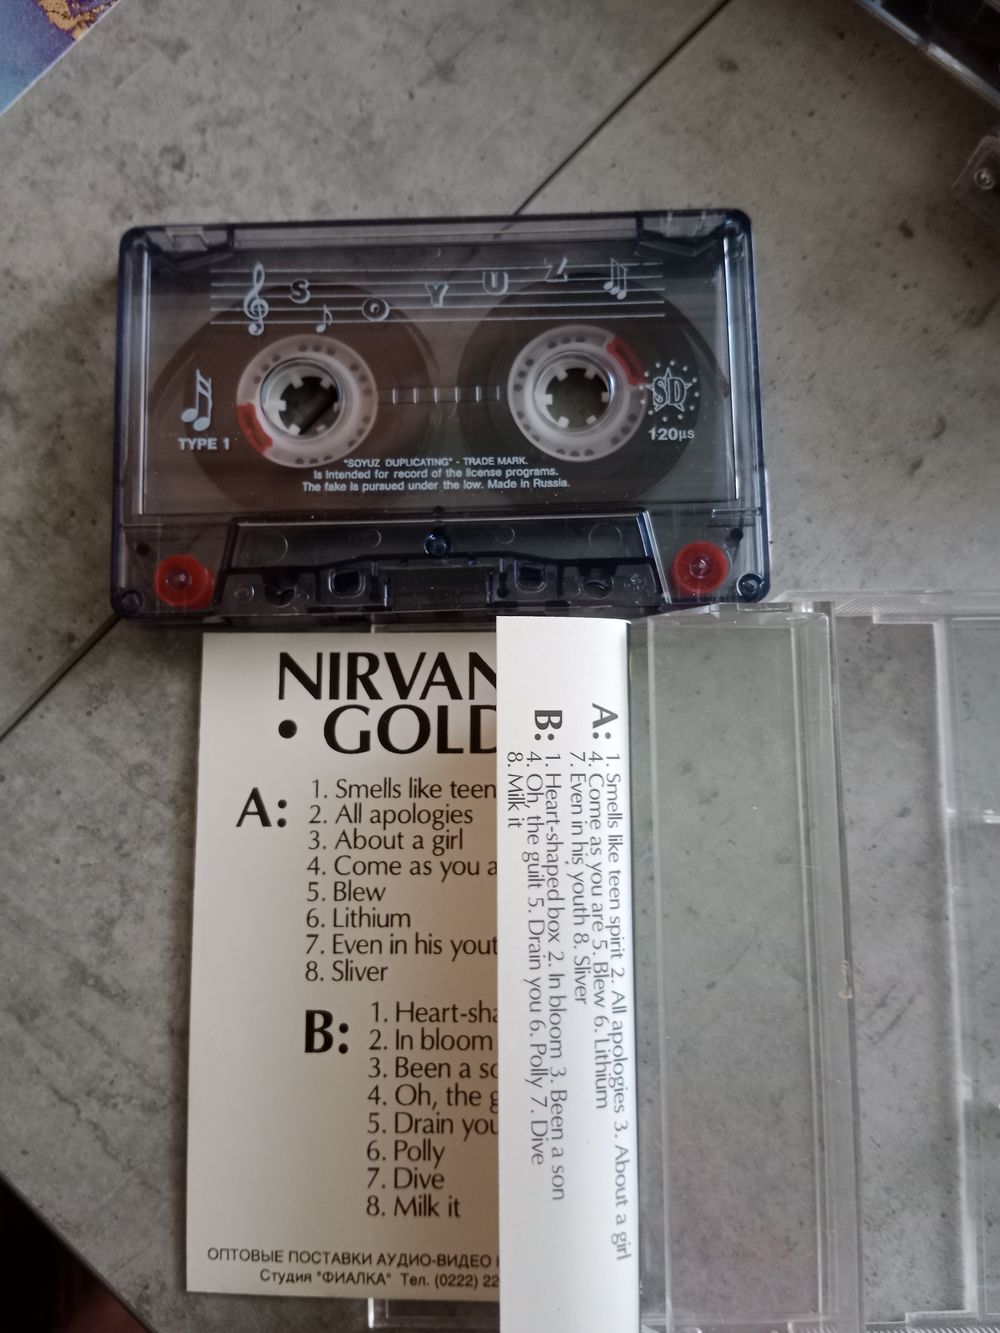 SOYUZ
TYPE 1
SD
120µs
"SOYUZ DUPLICATING" - TRADE MARK.
is intended for record of the license programs.
The fake is pursued under the low. Made in Russia.
NIRVAN
• GOLD
A:
1. Smells like teen
2. All apologies
3. About a girl
4. Come as you a
5. Blew
6. Lithium
7. Even in his yout
8. Sliver
B:
1. Heart-sha
2. In bloom
3. Been a so
4. Oh, the g
5. Drain you
6. Polly
7. Dive
8. Milk it
ОПТОВЫЕ ПОСТАВКИ АУДИО-ВИДЕО
Студия "ФИАЛКА" Тел. (0222) 22
A: 1. Smells like teen spirit 2. All apologies 3. About a girl
4. Come as you are 5. Blew 6. Lithium
7. Even in his youth 8. Sliver
B: 1. Heart-shaped box 2. In bloom 3. Been a son
4. Oh, the guilt 5. Drain you 6. Polly 7. Dive
8. Milk it